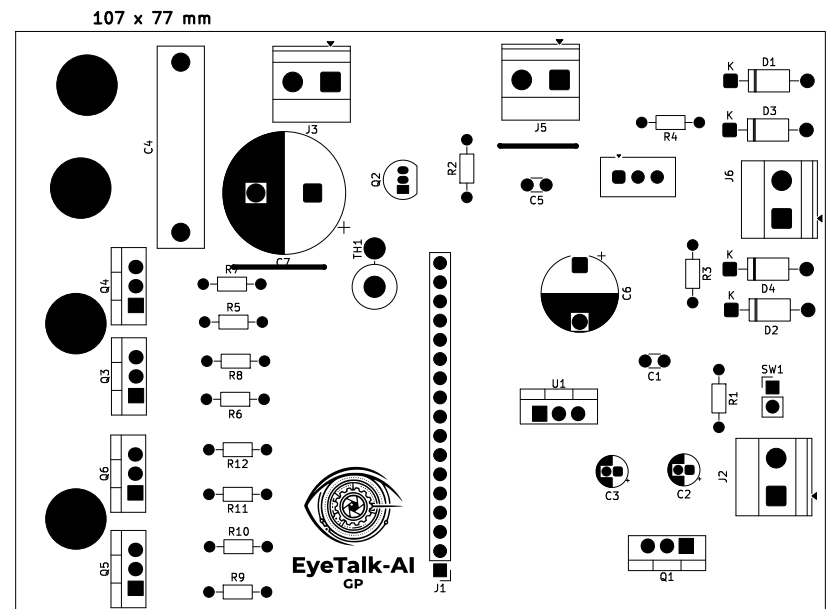 107 x 77 mm
K
D1
C4
J3
J5
K
D3
R4
Q2
R2
C5
J6
C7
TH1
R7
Q4
R5
C6
R3
K
D4
K
D2
Q3
R8
R6
C1
U1
R1
SW1
Q6
R12
R11
C3
C2
J2
Q5
R10
R9
EyeTalk-AI
GP
J1
Q1